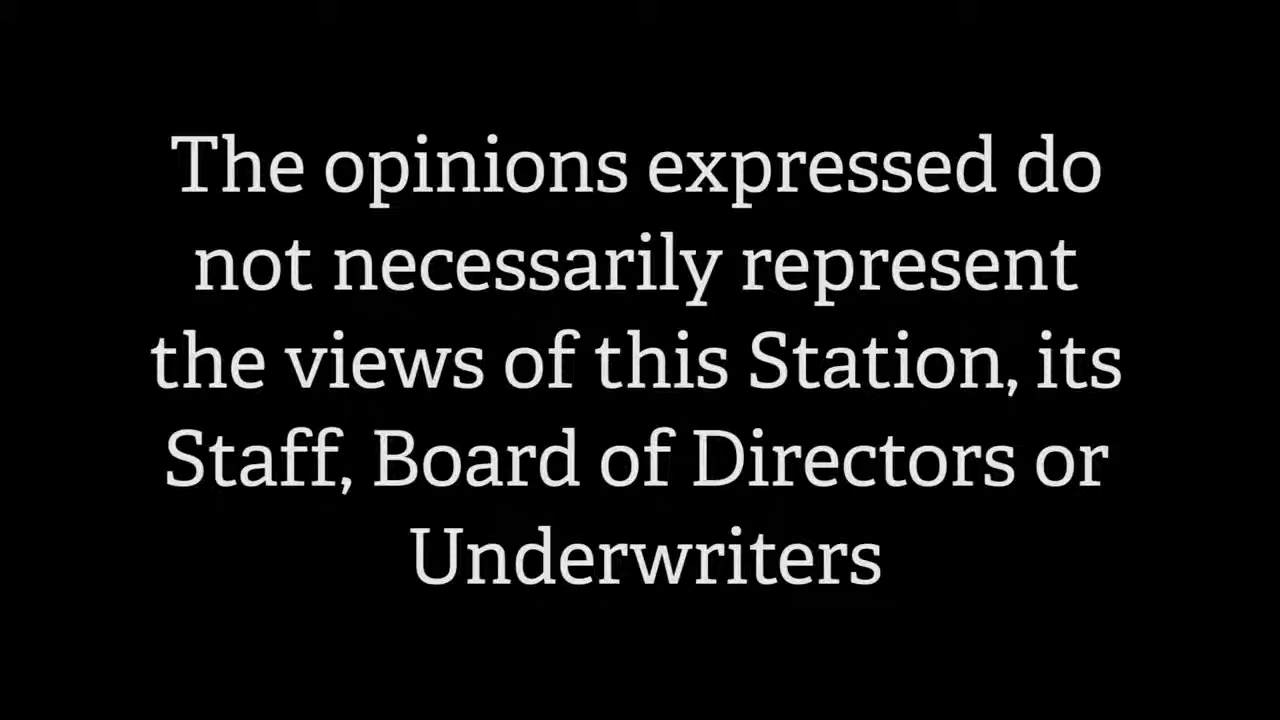 The opinions expressed do
not necessarily represent
the views of this Station, its
Staff, Board of Directors or
Underwriters